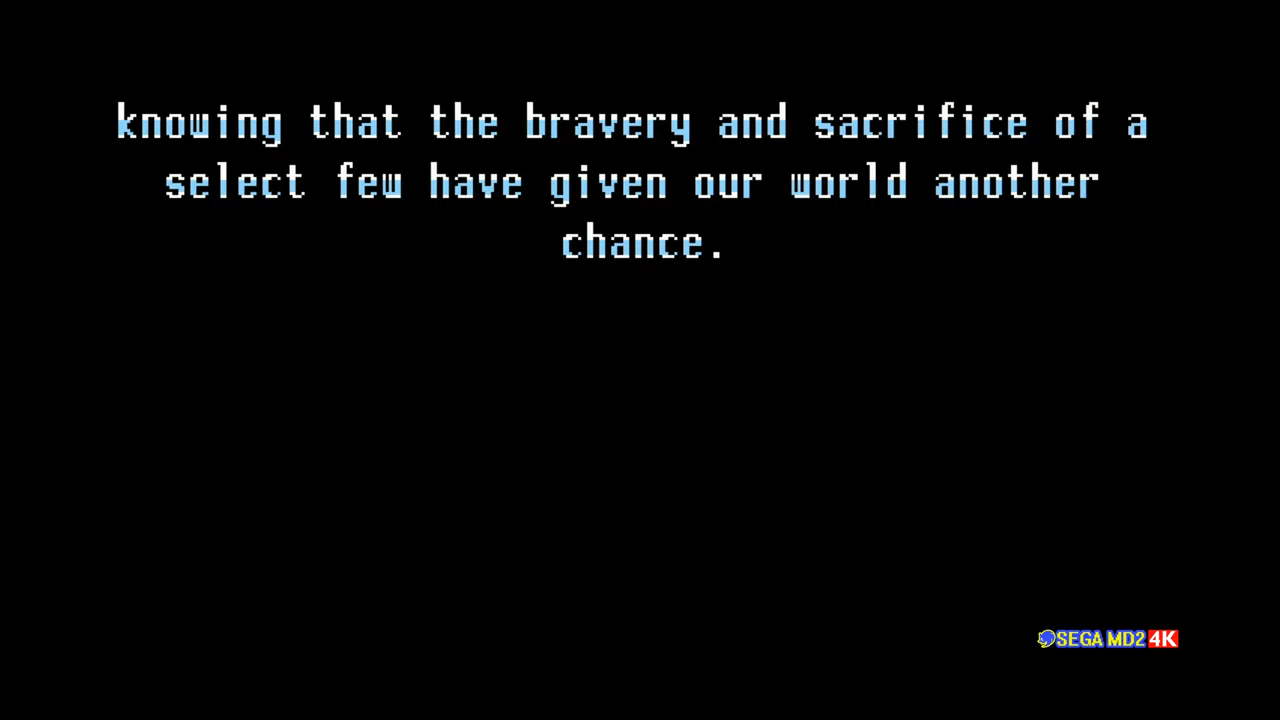 knowing that the bravery and sacrifice of a
select few have given our world another
chance.
SEGA MD2 4K